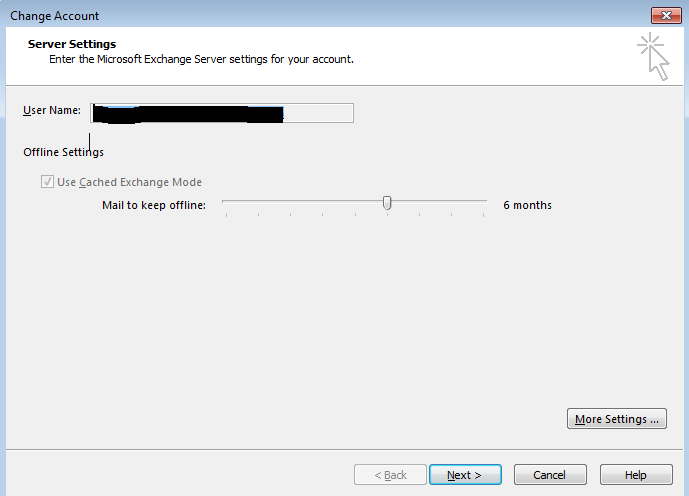 Change Account
Server Settings
Enter the Microsoft Exchange Server settings for your account.
User Name:
Offline Settings
Use Cached Exchange Mode
Mail to keep offline: 6 months
More Settings ...
< Back Next > Cancel Help